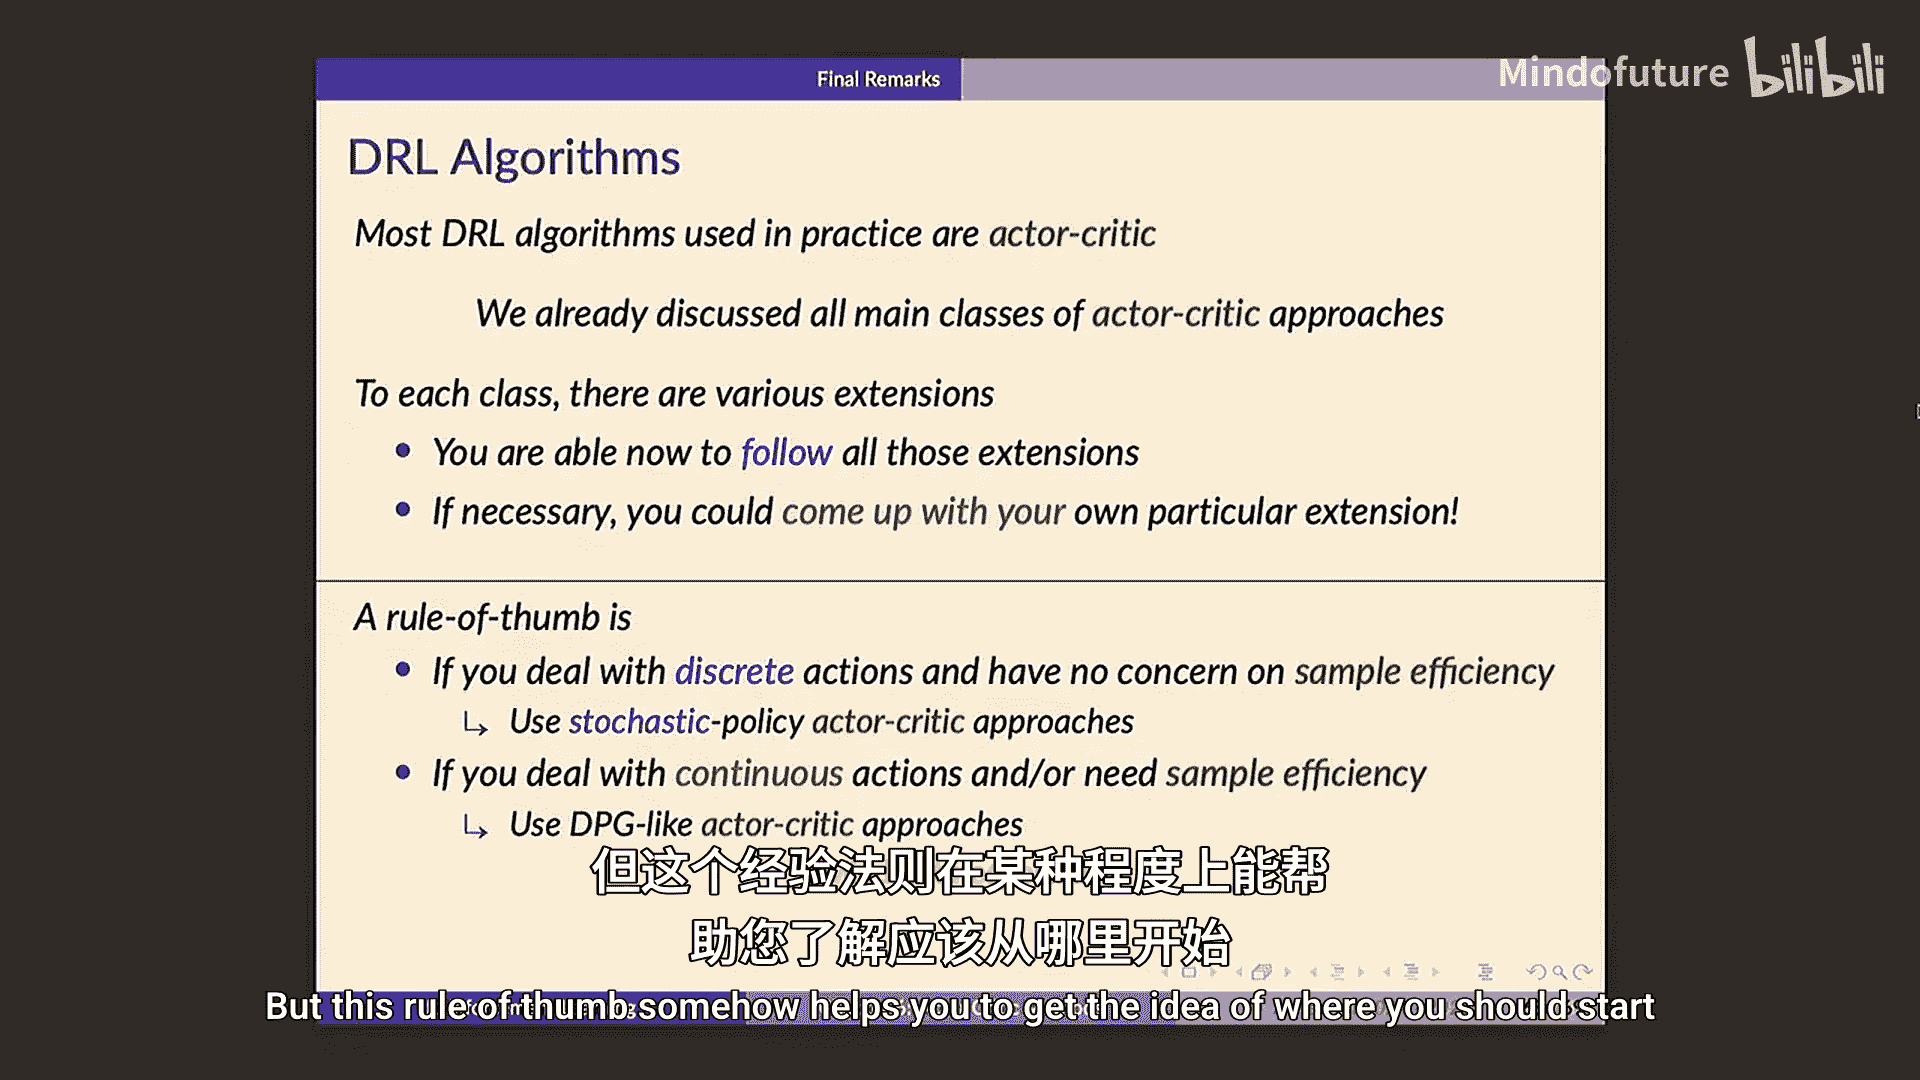 Final Remarks
Mindofuture bilibili
DRL Algorithms
Most DRL algorithms used in practice are actor-critic
We already discussed all main classes of actor-critic approaches
To each class, there are various extensions
You are able now to follow all those extensions
If necessary, you could come up with your own particular extension!
A rule-of-thumb is
If you deal with discrete actions and have no concern on sample efficiency
Use stochastic-policy actor-critic approaches
If you deal with continuous actions and/or need sample efficiency
Use DPG-like actor-critic approaches
但这个经验法则在某种程度上能帮
助您了解应该从哪里开始
But this rule of thumb somehow helps you to get the idea of where you should start